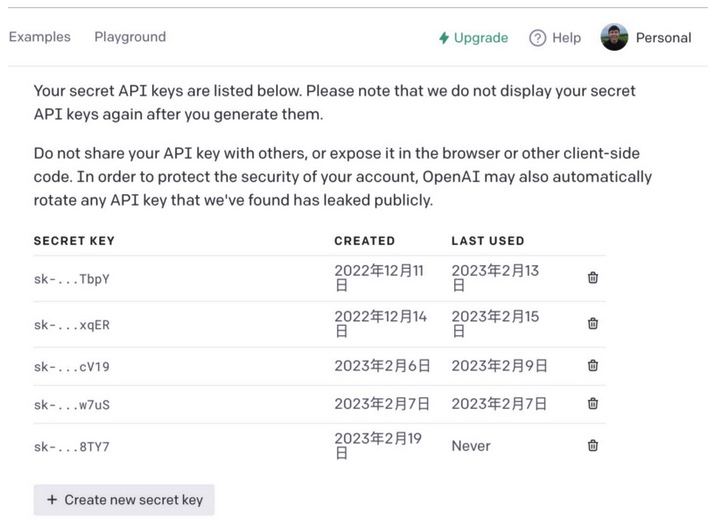 Examples Playground Upgrade Help Personal
Your secret API keys are listed below. Please note that we do not display your secret
API keys again after you generate them.
Do not share your API key with others, or expose it in the browser or other client-side
code. In order to protect the security of your account, OpenAI may also automatically
rotate any API key that we've found has leaked publicly.
SECRET KEY CREATED LAST USED
sk-...TbpY 2022年12月11日 2023年2月13日
sk-...xqER 2022年12月14日 2023年2月15日
sk-...cV19 2023年2月6日 2023年2月9日
sk-...w7uS 2023年2月7日 2023年2月7日
sk-...8TY7 2023年2月19日 Never
+ Create new secret key